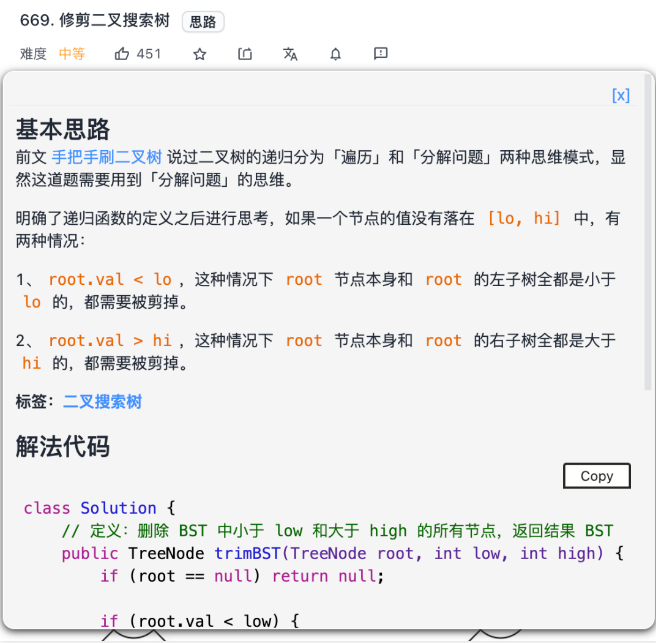 669. 修剪二叉搜索树 思路
难度 中等 451
[x]
基本思路
前文 手把手刷二叉树 说过二叉树的递归分为「遍历」和「分解问题」两种思维模式，显
然这道题需要用到「分解问题」的思维。
明确了递归函数的定义之后进行思考，如果一个节点的值没有落在 [lo, hi] 中，有
两种情况：
1、 root.val < lo ，这种情况下 root 节点本身和 root 的左子树全都是小于
lo 的，都需要被剪掉。
2、 root.val > hi ，这种情况下 root 节点本身和 root 的右子树全都是大于
hi 的，都需要被剪掉。
标签：二叉搜索树
解法代码
Copy
class Solution {
// 定义：删除 BST 中小于 low 和大于 high 的所有节点，返回结果 BST
public TreeNode trimBST(TreeNode root, int low, int high) {
if (root == null) return null;
if (root.val < low) {